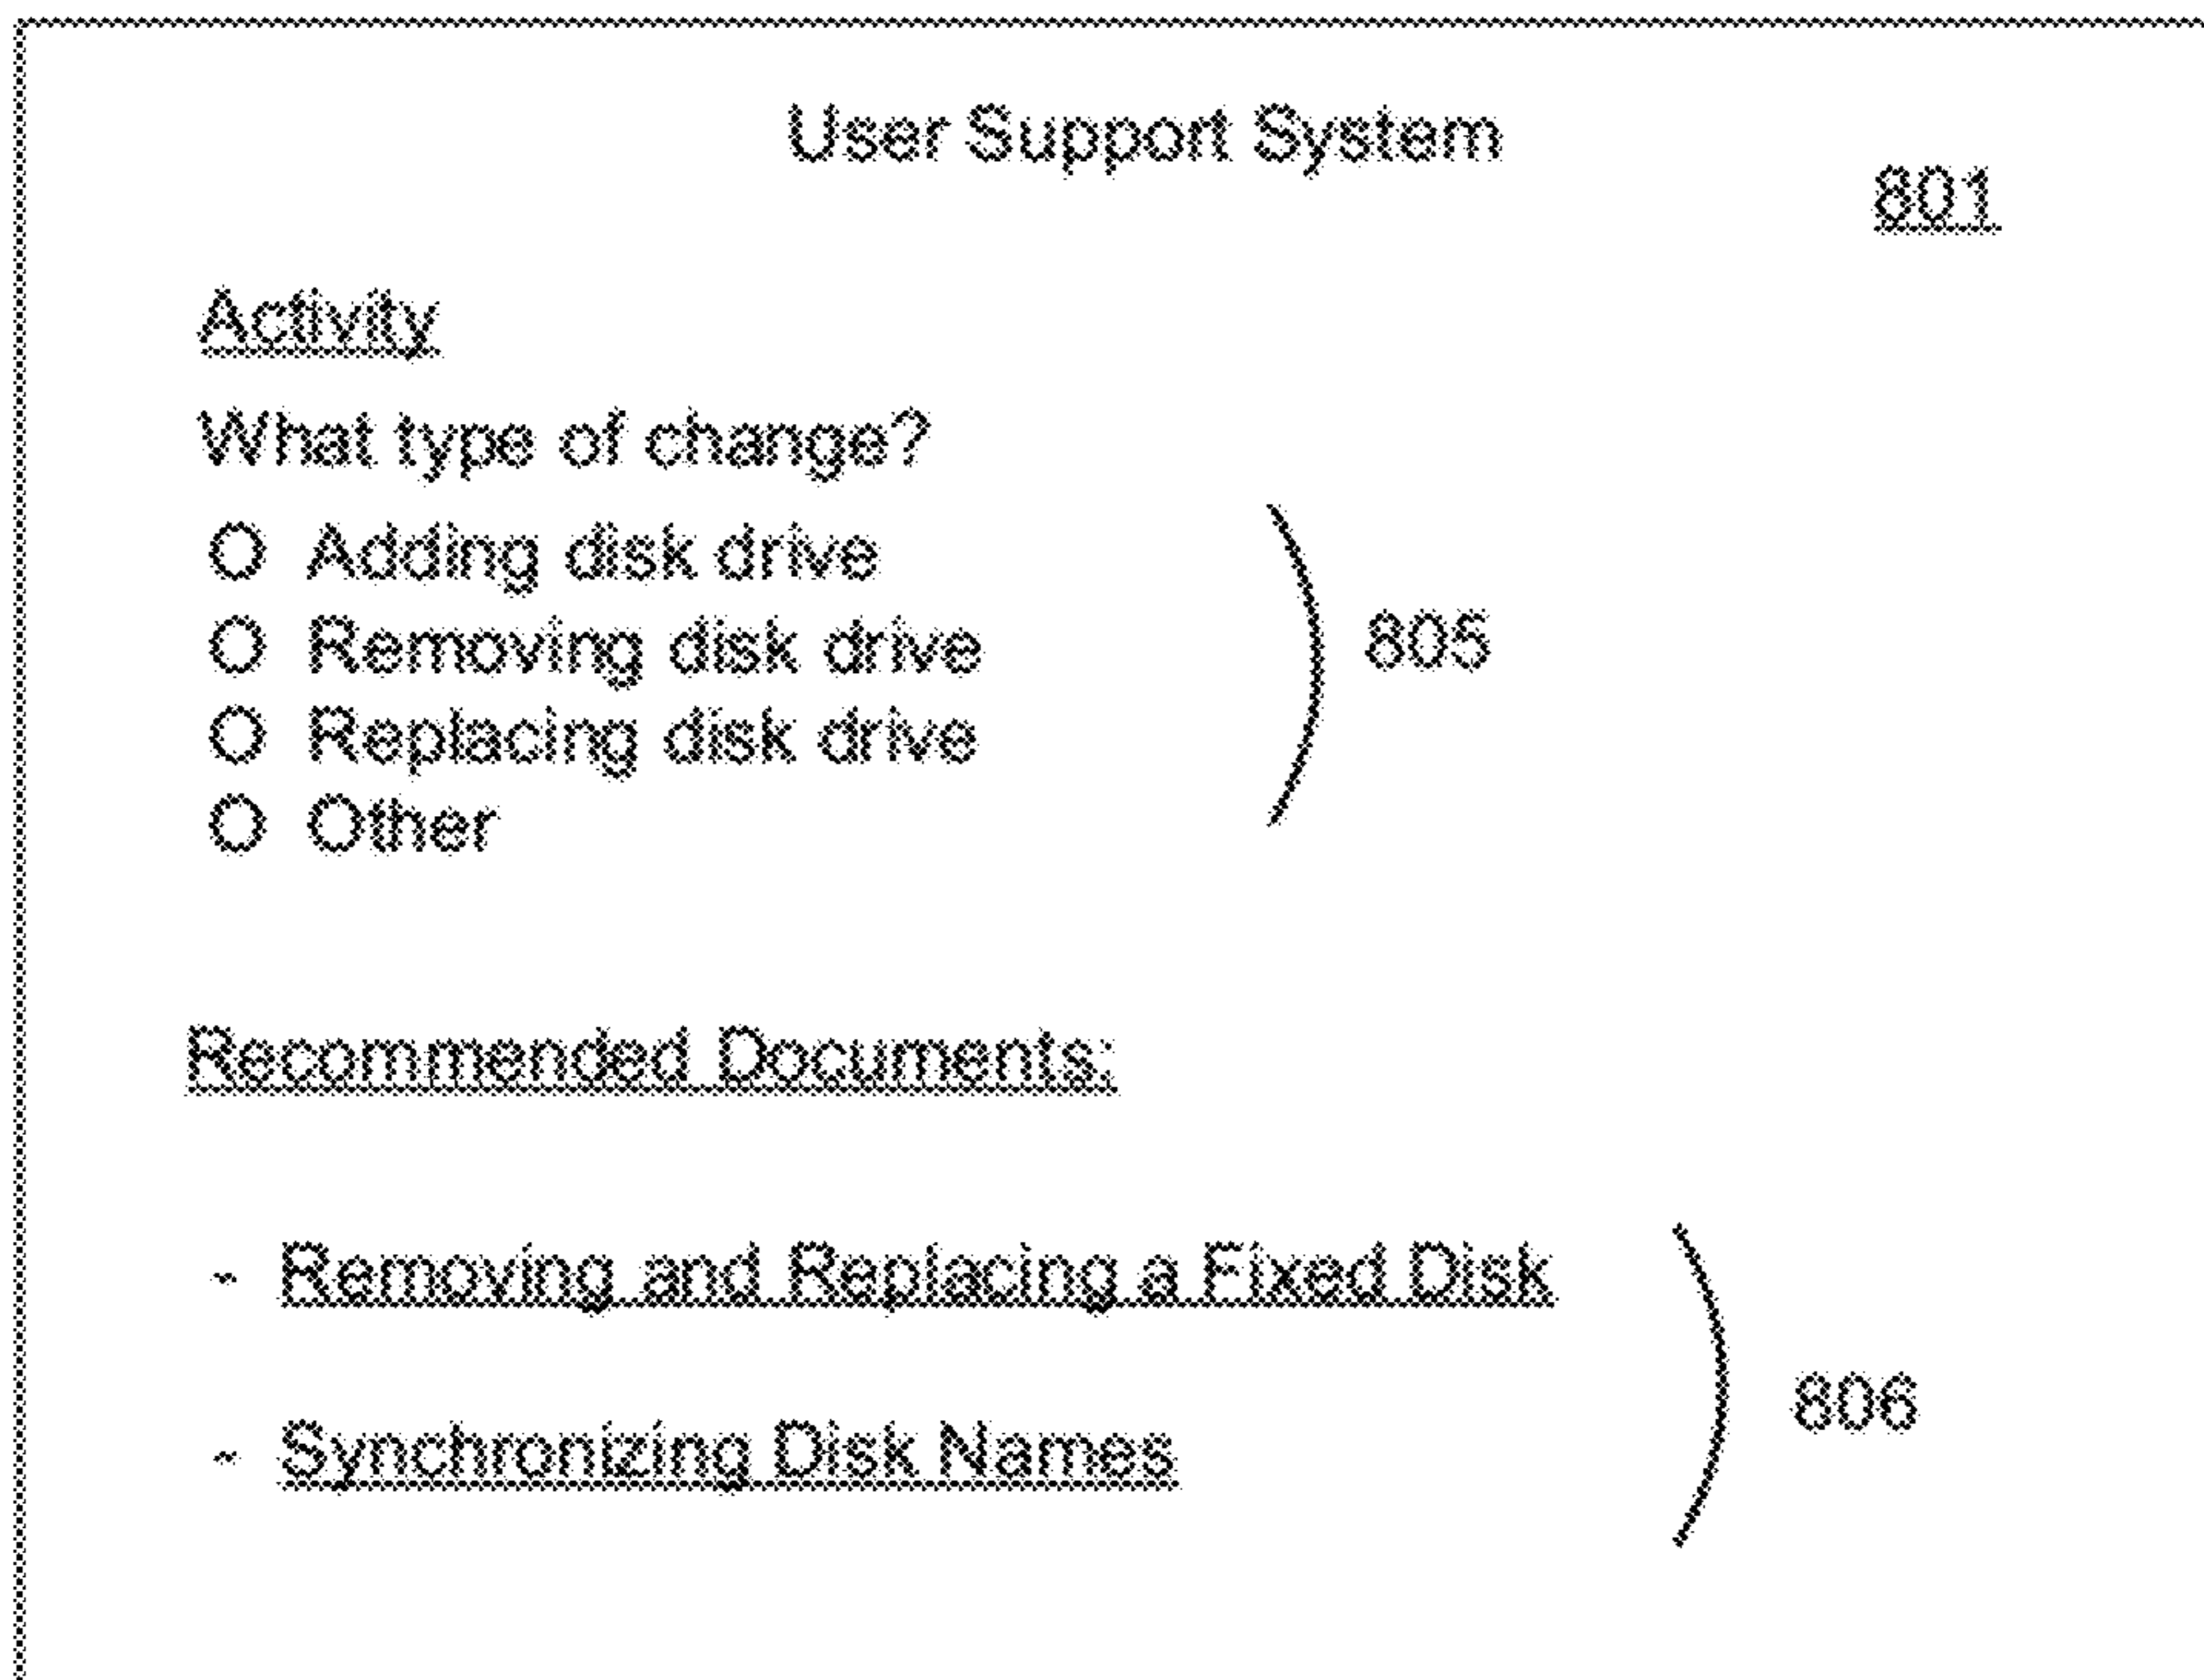 User Support System
801
Activity
What type of change?
O Adding disk drive
O Removing disk drive
805
O Replacing disk drive
O Other
Recommended Documents:
- Removing and Replacing a Fixed Disk
806
- Synchronizing Disk Names